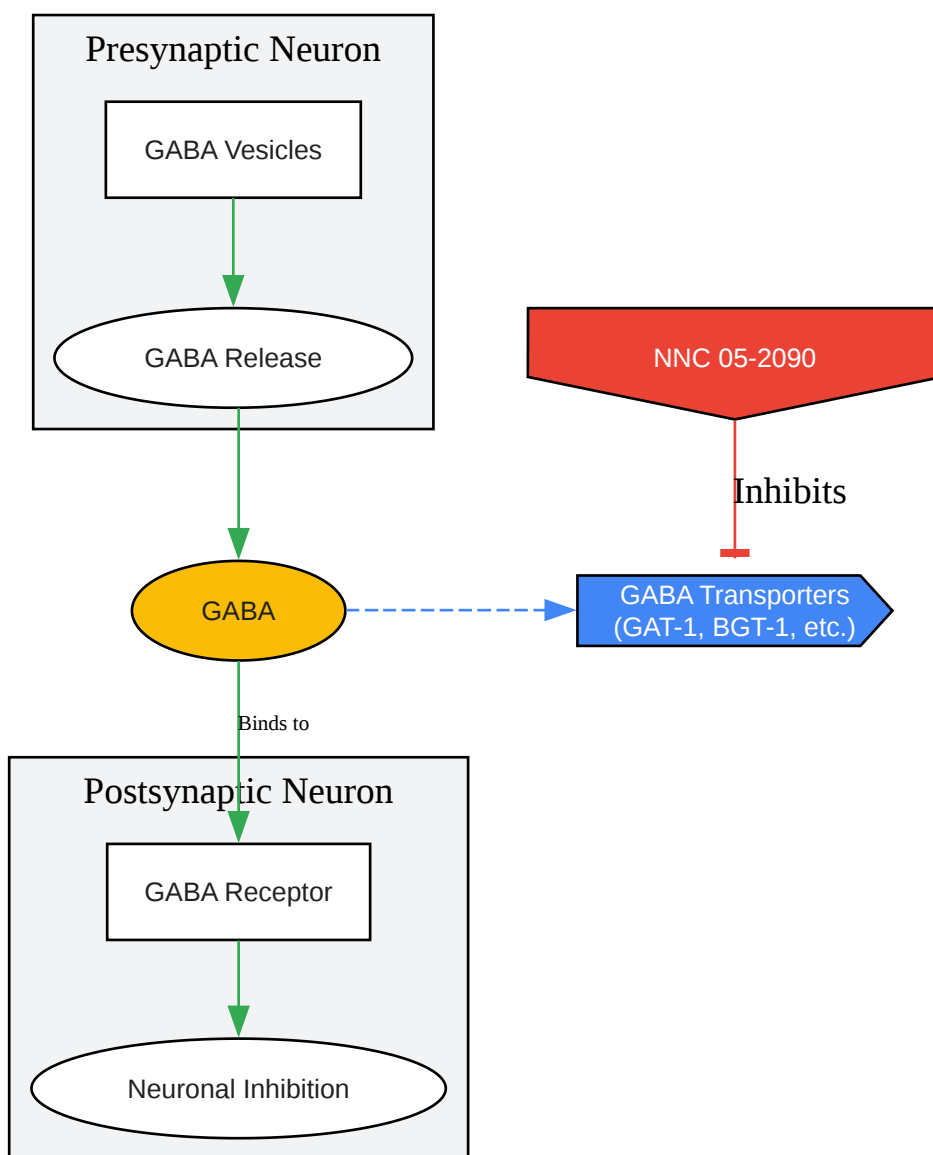 Presynaptic Neuron
GABA Vesicles
GABA Release
NNC 05-2090
Inhibits
GABA
GABA Transporters
(GAT-1, BGT-1, etc.)
Binds to
Postsynaptic Neuron
GABA Receptor
Neuronal Inhibition